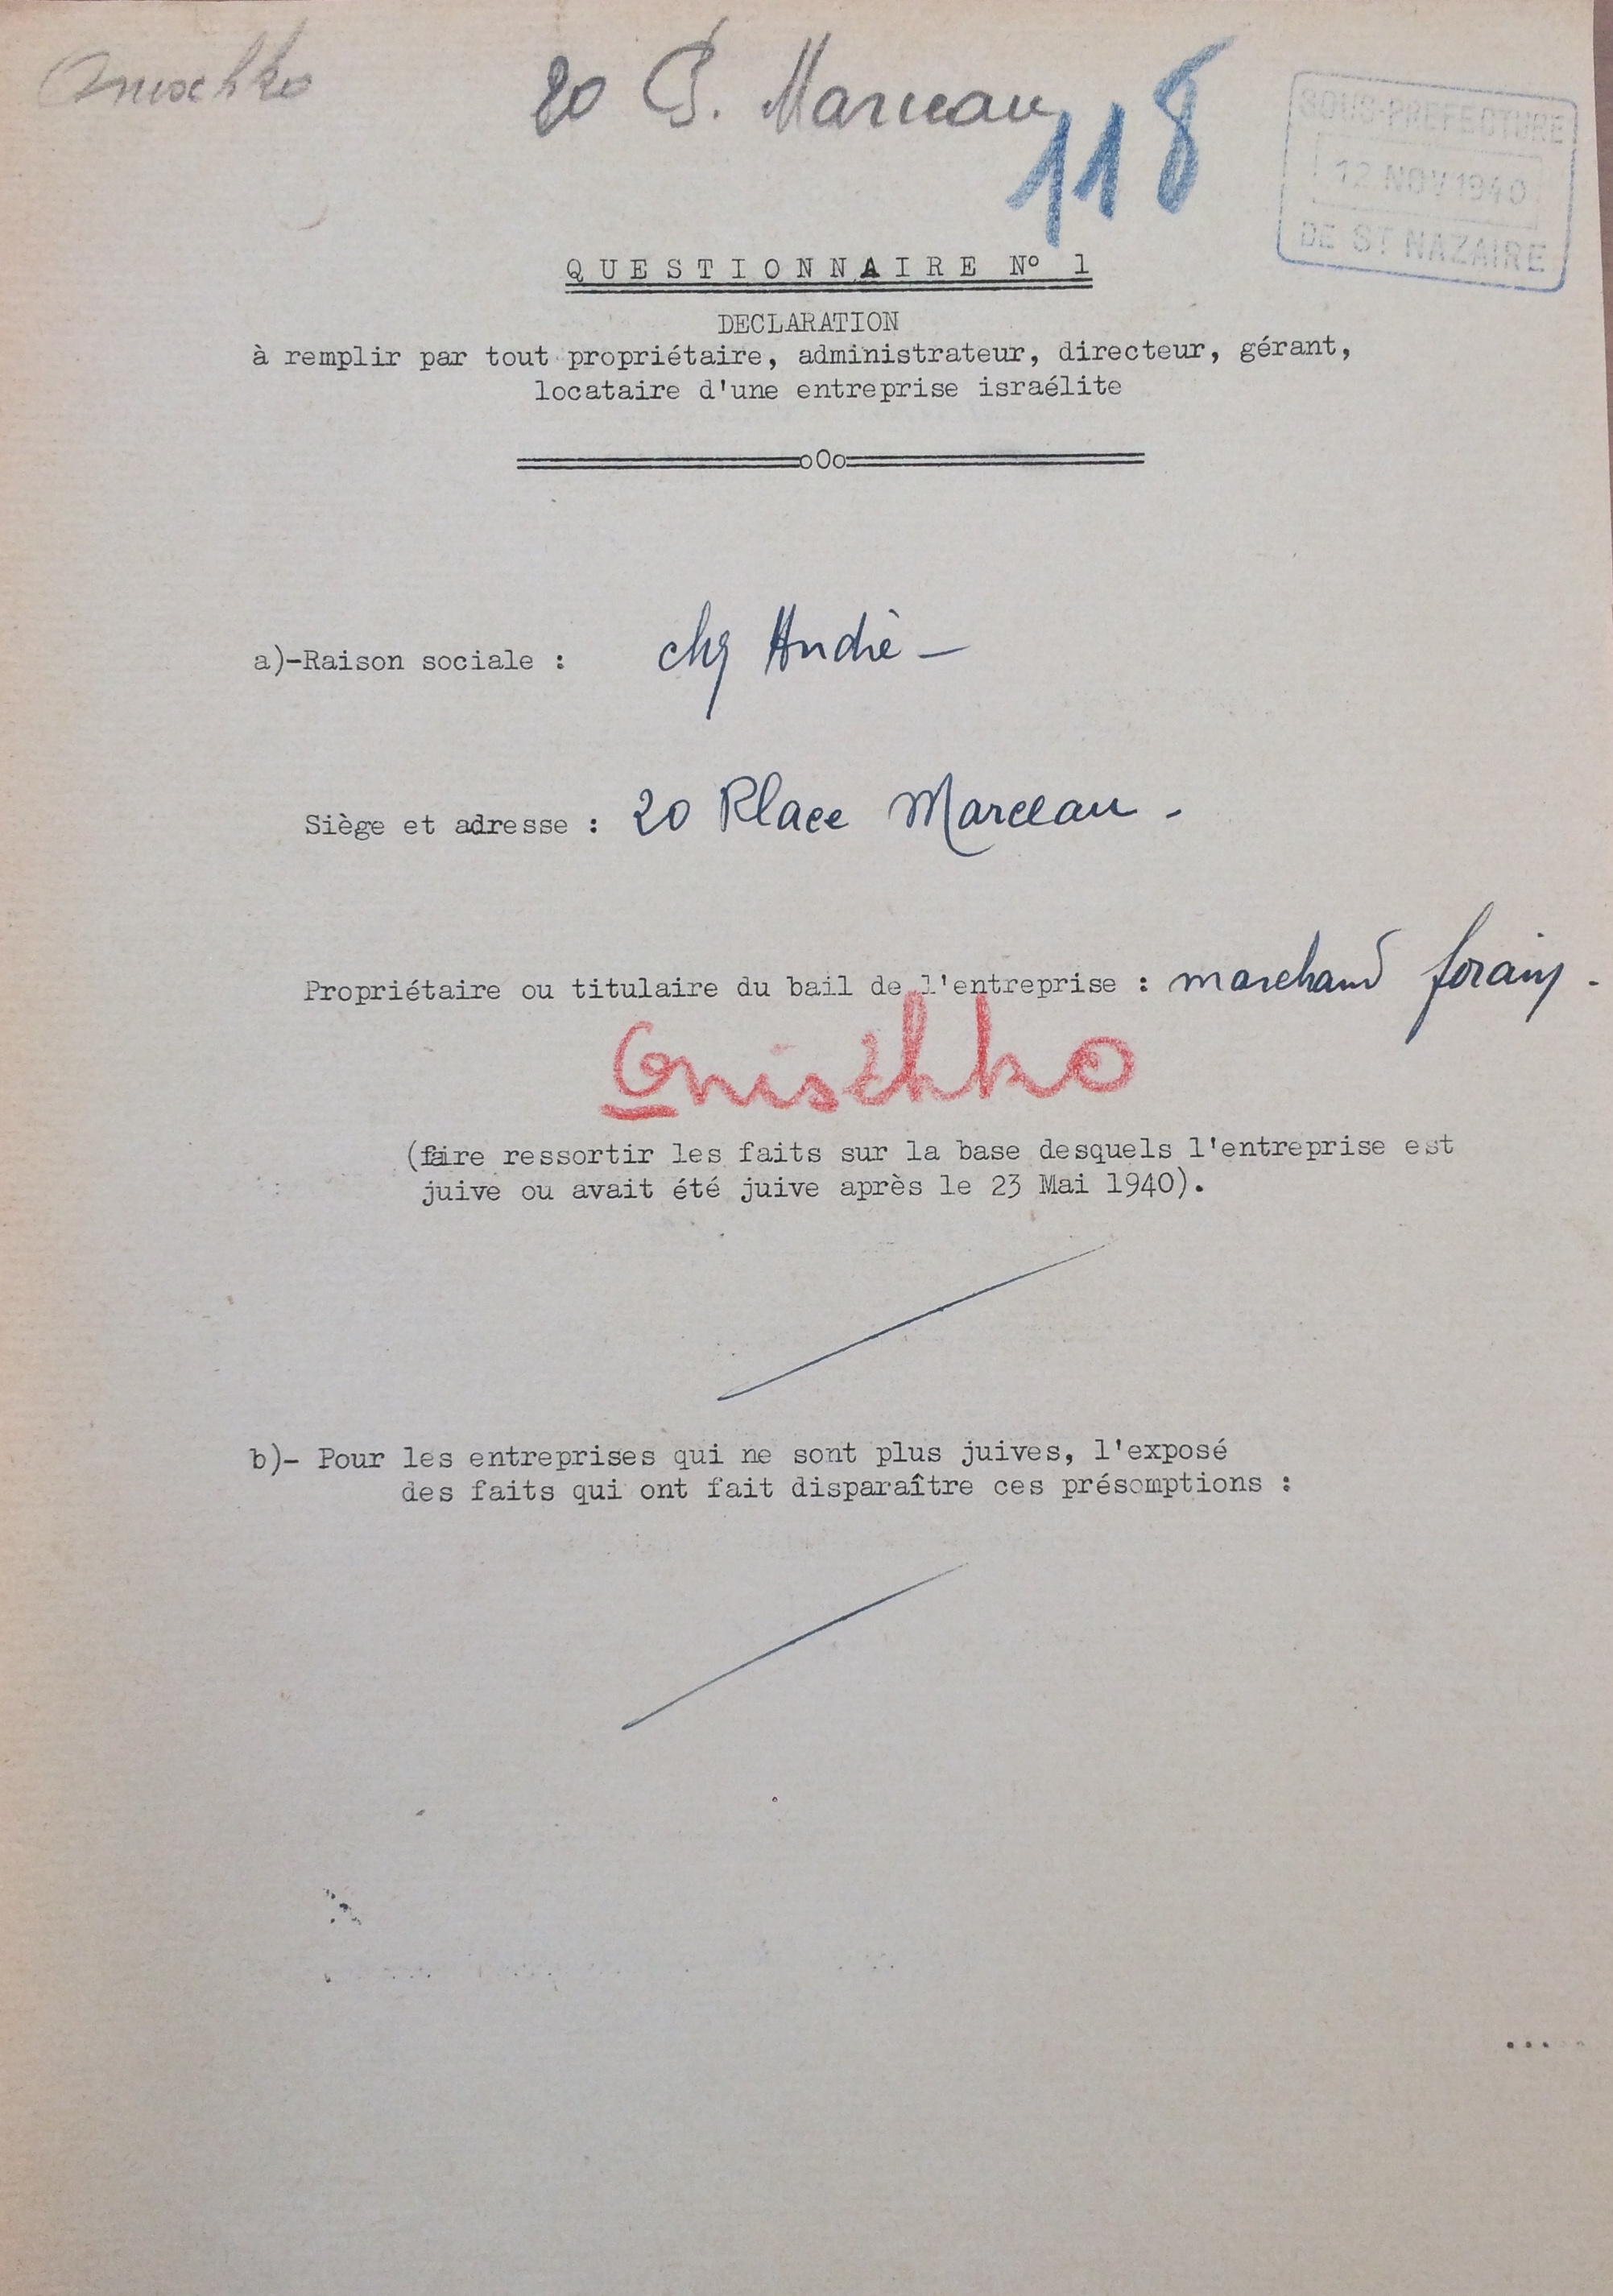 Onischko
20 P. Marceau
118
SOUS-PREFECTURE
12 NOV 1940
DE ST NAZAIRE
QUESTIONNAIRE N° 1
DECLARATION
à remplir par tout propriétaire, administrateur, directeur, gérant,
locataire d'une entreprise israélite
oOo
a)-Raison sociale : chez André -
Siège et adresse : 20 Place Marceau -
Propriétaire ou titulaire du bail de l'entreprise : marchand forain -
Onischko
(faire ressortir les faits sur la base desquels l'entreprise est
juive ou avait été juive après le 23 Mai 1940).
b)- Pour les entreprises qui ne sont plus juives, l'exposé
des faits qui ont fait disparaître ces présomptions :
.....